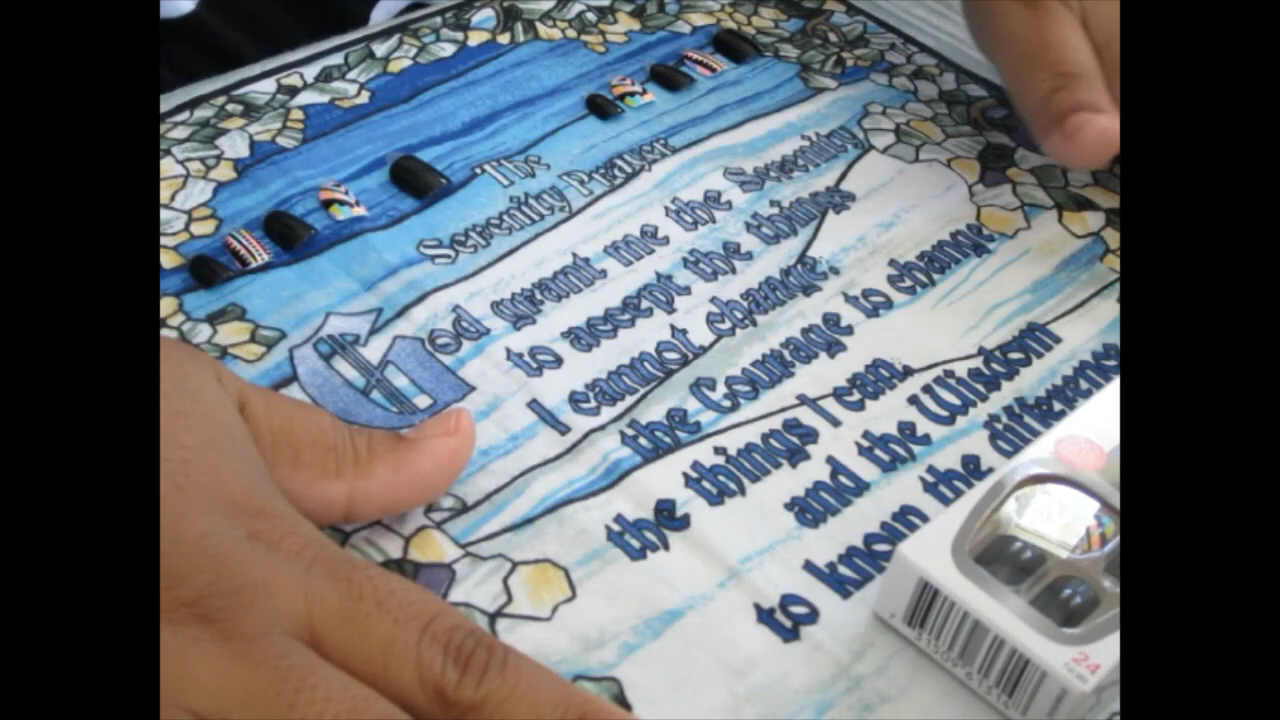 The
Serenity Prayer
God grant me the Serenity
to accept the things
I cannot change;
the Courage to change
the things I can,
and the Wisdom
to know the difference
24